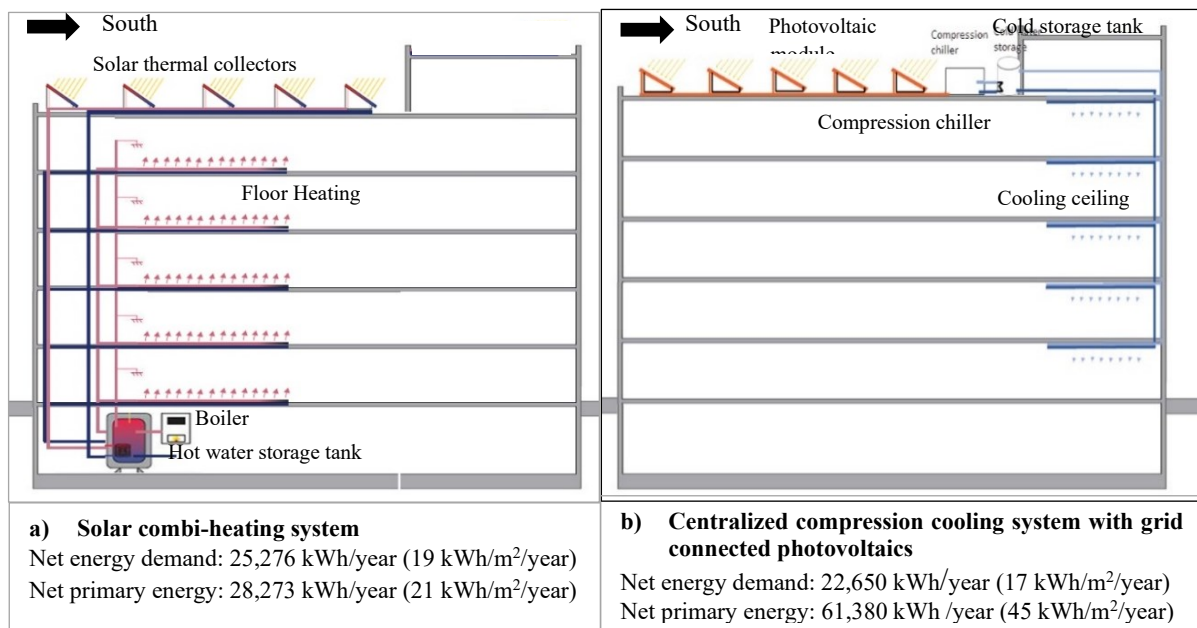 South
Solar thermal collectors
Floor Heating
Boiler
Hot water storage tank
a) Solar combi-heating system
Net energy demand: 25,276 kWh/year (19 kWh/m²/year)
Net primary energy: 28,273 kWh/year (21 kWh/m²/year)
South
Photovoltaic
module
Compression
chiller
storage
Cold storage tank
Compression chiller
Cooling ceiling
b) Centralized compression cooling system with grid
connected photovoltaics
Net energy demand: 22,650 kWh/year (17 kWh/m²/year)
Net primary energy: 61,380 kWh /year (45 kWh/m²/year)